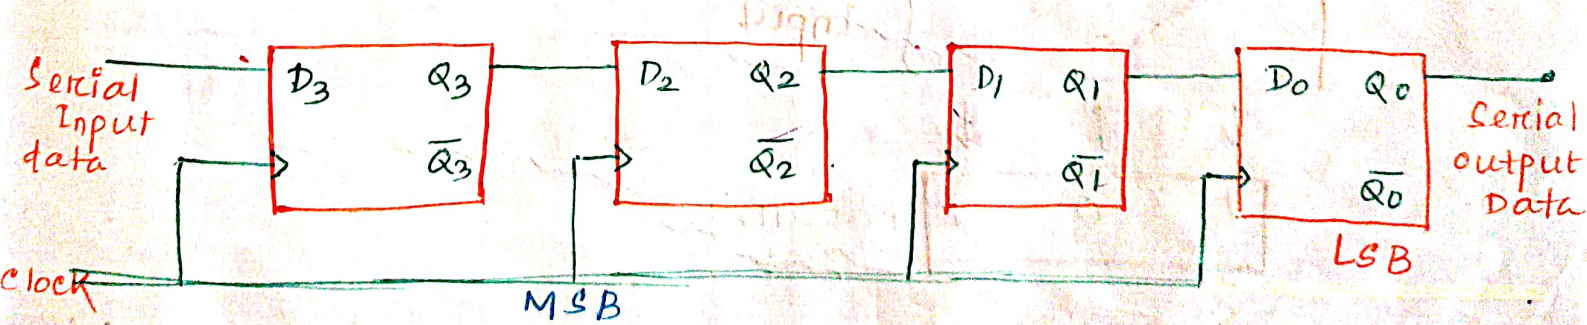 Serial
Input
data
D3 Q3
Q̅3
D2 Q2
Q̅2
D1 Q1
Q̅1
D0 Q0
Q̅0
Serial
output
Data
LSB
Clock
MSB